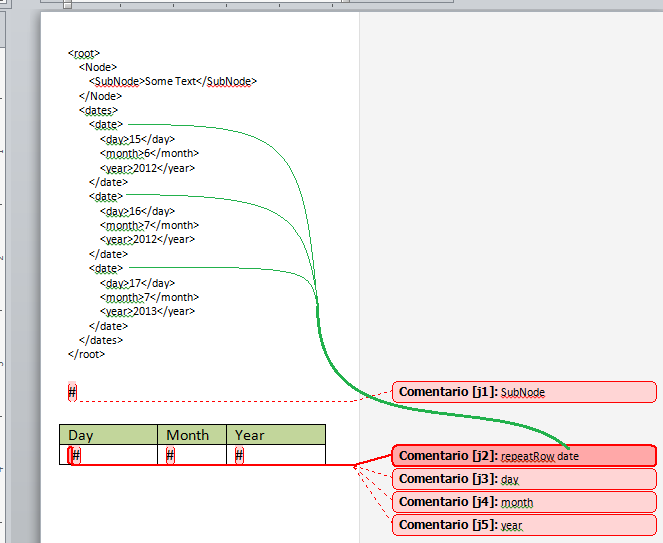 <root>
<Node>
<SubNode>Some Text</SubNode>
</Node>
<dates>
<date>
<day>15</day>
<month>6</month>
<year>2012</year>
</date>
<date>
<day>16</day>
<month>7</month>
<year>2012</year>
</date>
<date>
<day>17</day>
<month>7</month>
<year>2013</year>
</date>
</dates>
</root>
# Comentario [j1]: SubNode
Day Month Year
# # # Comentario [j2]: repeatRow date
Comentario [j3]: day
Comentario [j4]: month
Comentario [j5]: year